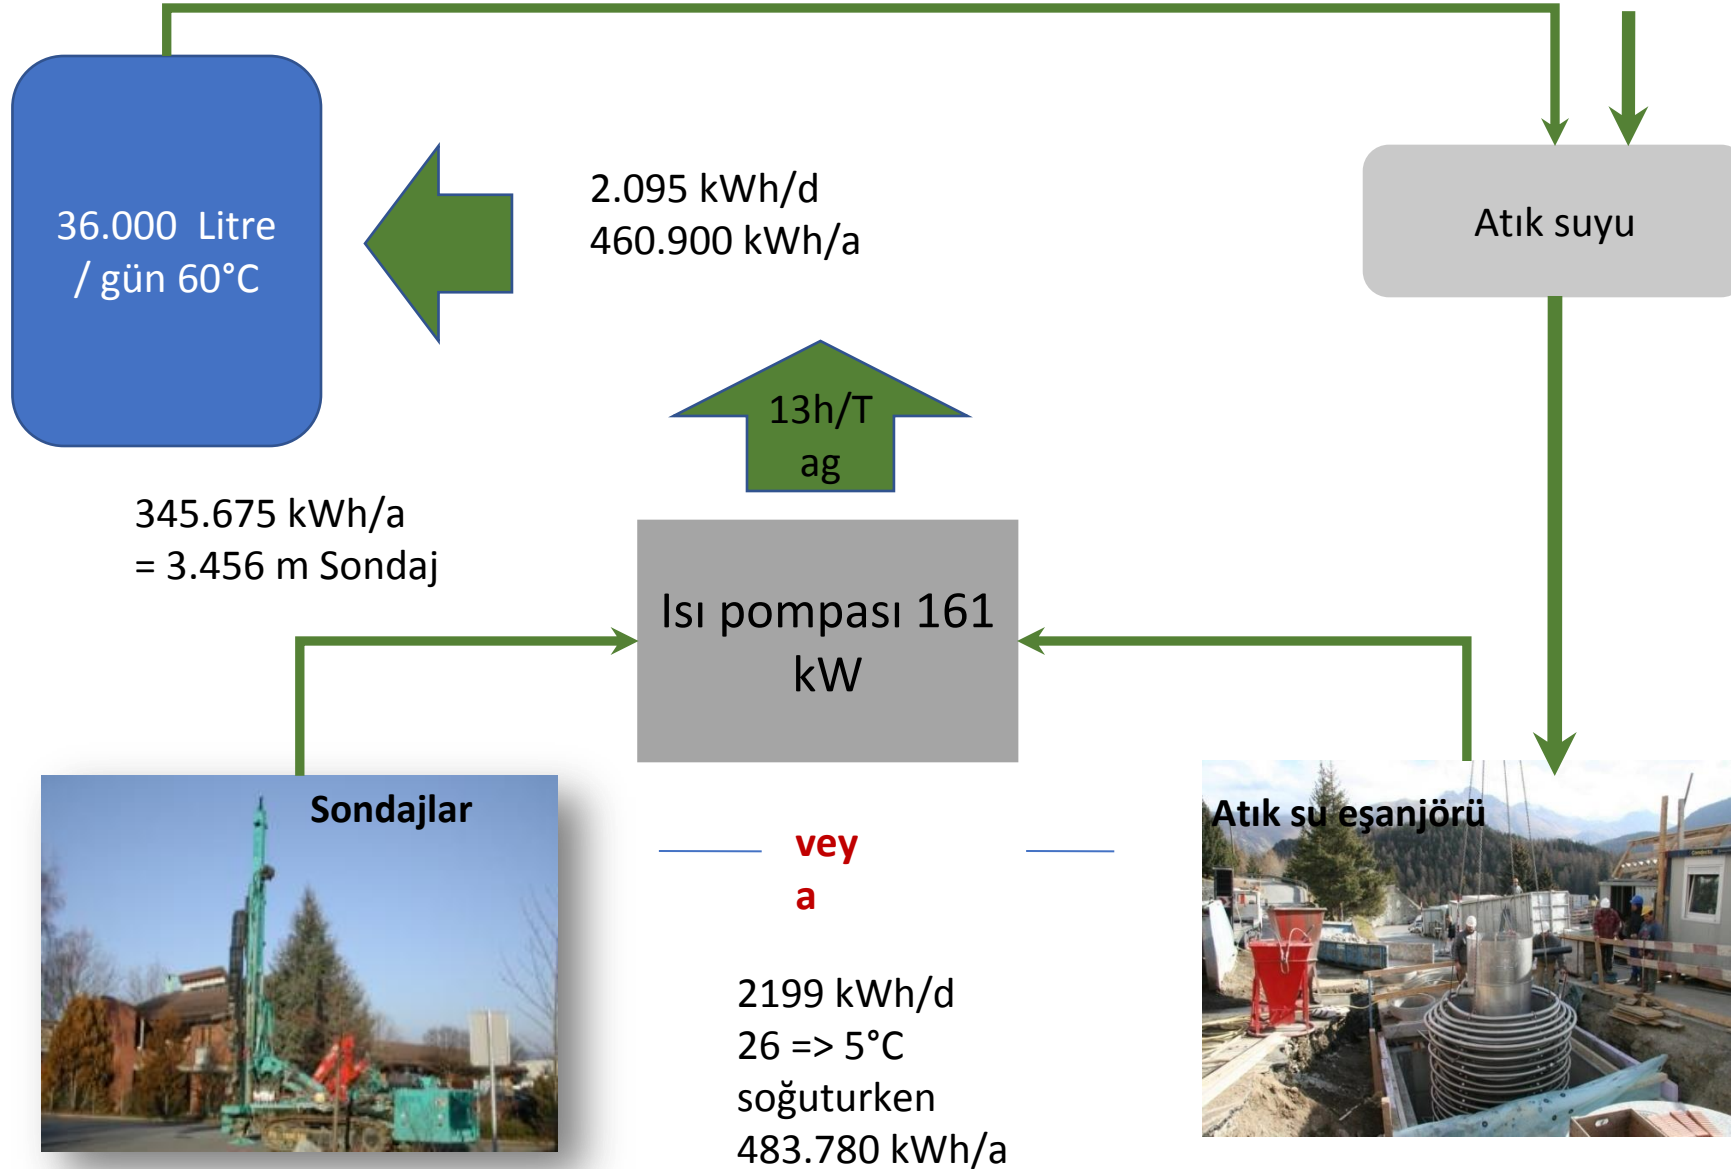 36.000 Litre
/ gün 60°C
2.095 kWh/d
460.900 kWh/a
Atık suyu
13h/T
ag
345.675 kWh/a
= 3.456 m Sondaj
Isı pompası 161
kW
Sondajlar
vey
a
Atık su eşanjörü
2199 kWh/d
26 => 5°C
soğuturken
483.780 kWh/a